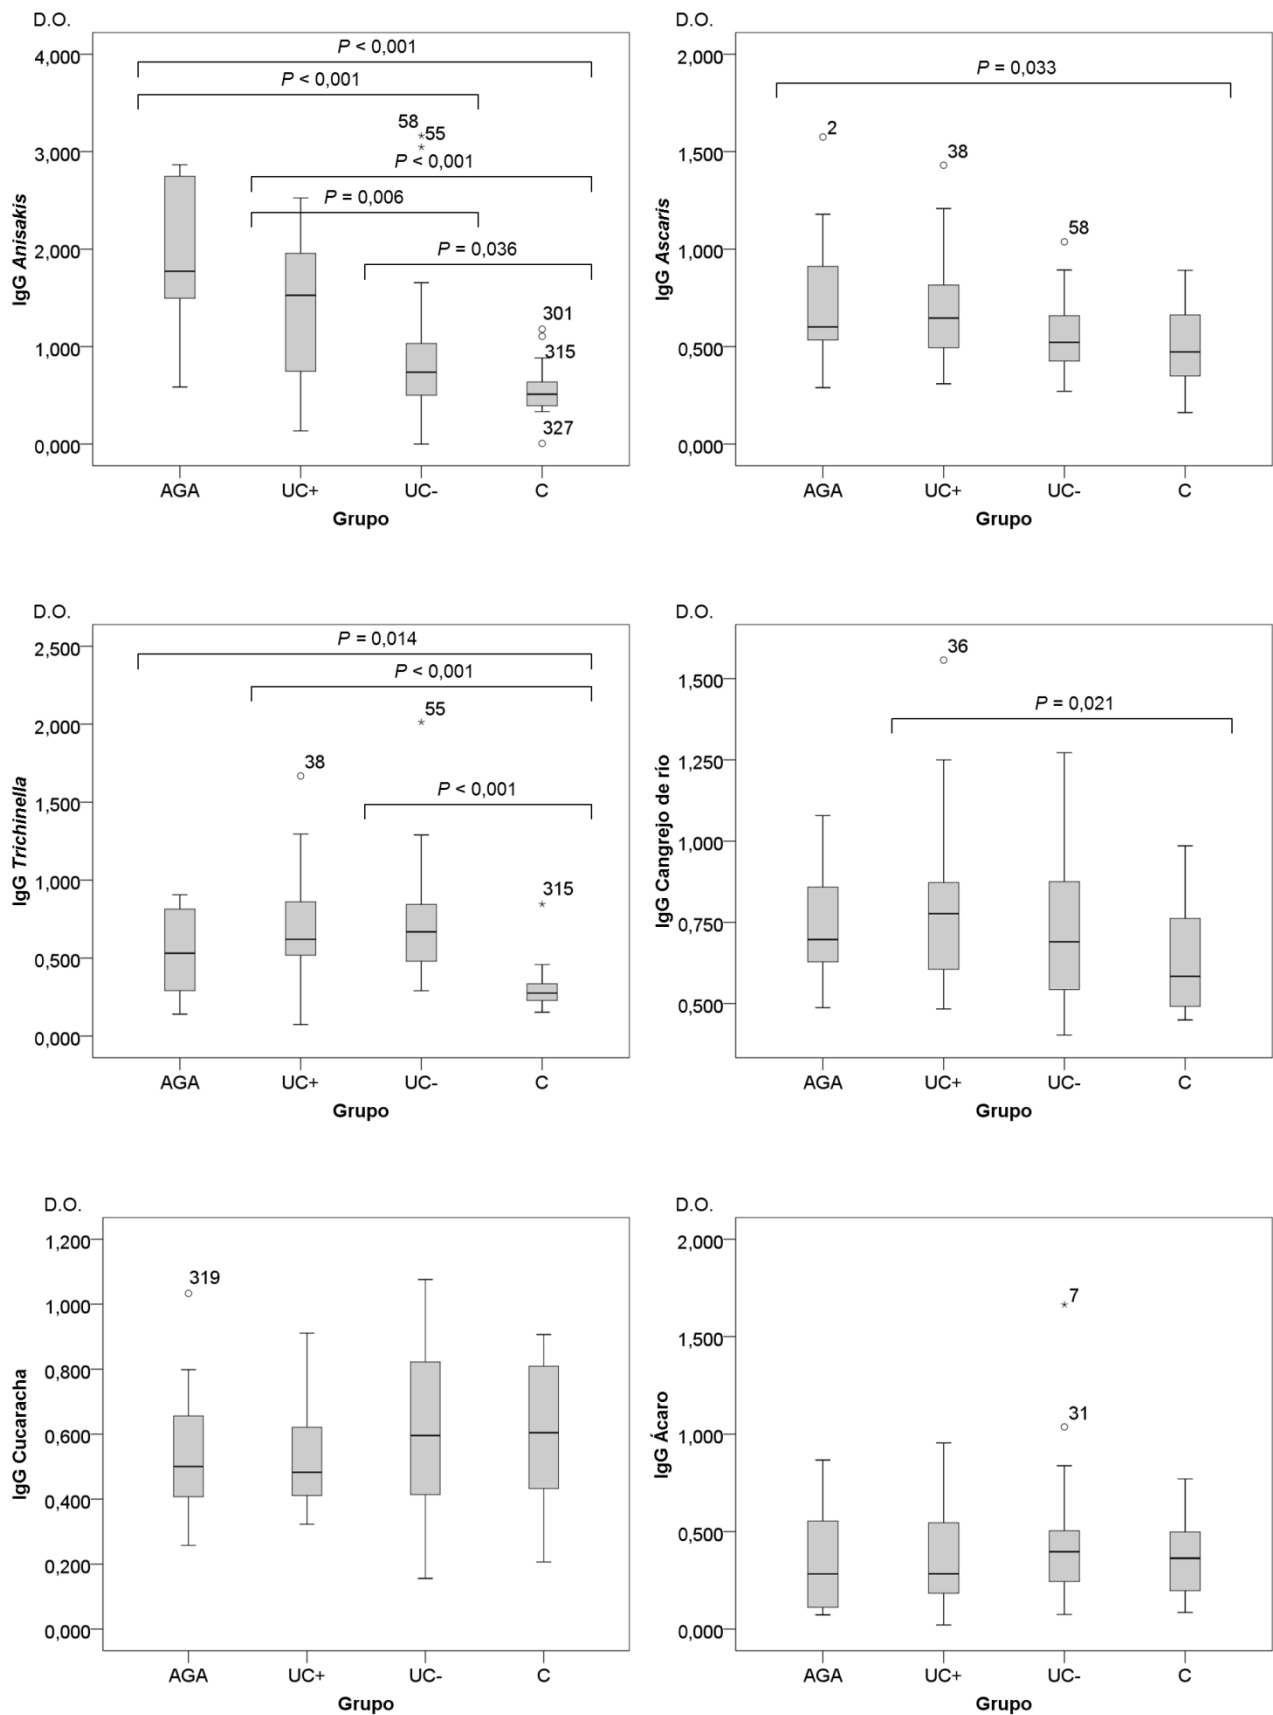 D.O.
4,000
3,000
2,000
1,000
0,000
IgG Anisakis
P < 0,001
P < 0,001
58
55
P < 0,001
P = 0,006
P = 0,036
301
315
327
AGA UC+ UC- C
Grupo
D.O.
2,000
1,500
1,000
0,500
0,000
IgG Ascaris
P = 0,033
2
38
58
AGA UC+ UC- C
Grupo
D.O.
2,500
2,000
1,500
1,000
0,500
0,000
IgG Trichinella
P = 0,014
P < 0,001
55
38
P < 0,001
315
AGA UC+ UC- C
Grupo
D.O.
1,500
1,250
1,000
0,750
0,500
IgG Cangrejo de río
36
P = 0,021
AGA UC+ UC- C
Grupo
D.O.
1,200
1,000
0,800
0,600
0,400
0,200
0,000
IgG Cucaracha
319
AGA UC+ UC- C
Grupo
D.O.
2,000
1,500
1,000
0,500
0,000
IgG Ácaro
7
31
AGA UC+ UC- C
Grupo